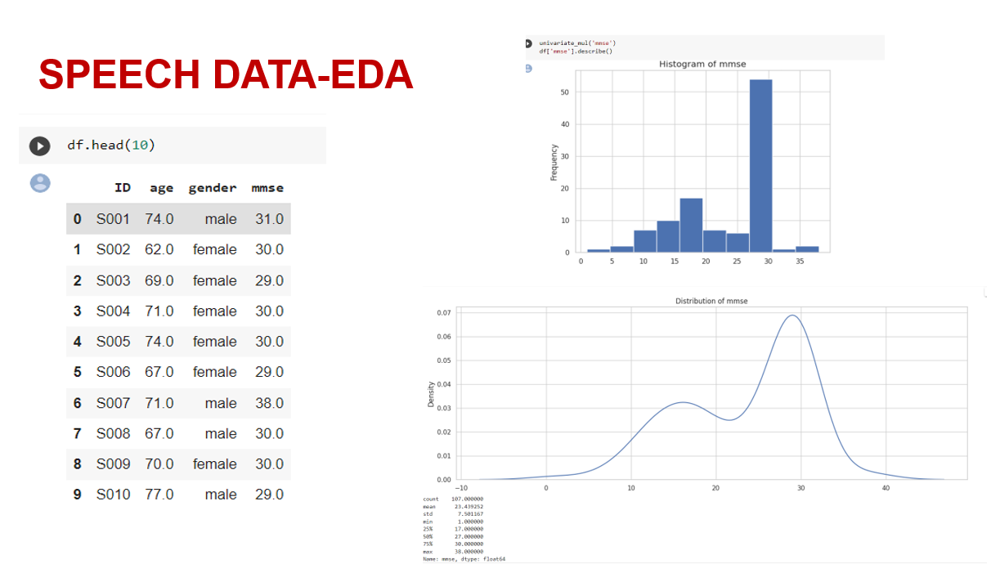 SPEECH DATA-EDA
df.head(10)
ID age gender mmse
0 S001 74.0 male 31.0
1 S002 62.0 female 30.0
2 S003 69.0 female 29.0
3 S004 71.0 female 30.0
4 S005 74.0 female 30.0
5 S006 67.0 female 29.0
6 S007 71.0 male 38.0
7 S008 67.0 male 30.0
8 S009 70.0 female 30.0
9 S010 77.0 male 29.0
univariate_mul('mmse')
df['mmse'].describe()
Histogram of mmse
Frequency
50
40
30
20
10
0
0 5 10 15 20 25 30 35
Distribution of mmse
Density
0.07
0.06
0.05
0.04
0.03
0.02
0.01
0.00
−10 0 10 20 30 40
count 107.000000
mean 23.439252
std 7.501167
min 1.000000
25% 17.000000
50% 27.000000
75% 30.000000
max 38.000000
Name: mmse, dtype: float64